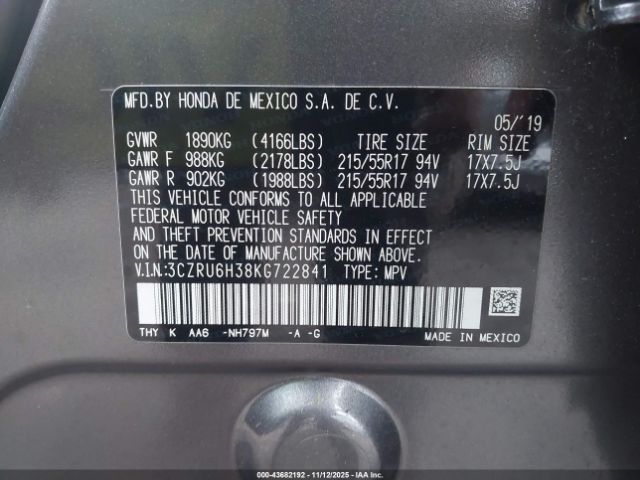 MFD.BY HONDA DE MEXICO S.A. DE C.V.
05/'19
GVWR 1890KG (4166LBS) TIRE SIZE RIM SIZE
GAWR F 988KG (2178LBS) 215/55R17 94V 17X7.5J
GAWR R 902KG (1988LBS) 215/55R17 94V 17X7.5J
THIS VEHICLE CONFORMS TO ALL APPLICABLE
FEDERAL MOTOR VEHICLE SAFETY
AND THEFT PREVENTION STANDARDS IN EFFECT
ON THE DATE OF MANUFACTURE SHOWN ABOVE.
V.I.N:3CZRU6H38KG722841 TYPE: MPV
THY K AA6 -NH797M -A -G MADE IN MEXICO
000-43682192 - 11/12/2025 - IAAI.COM